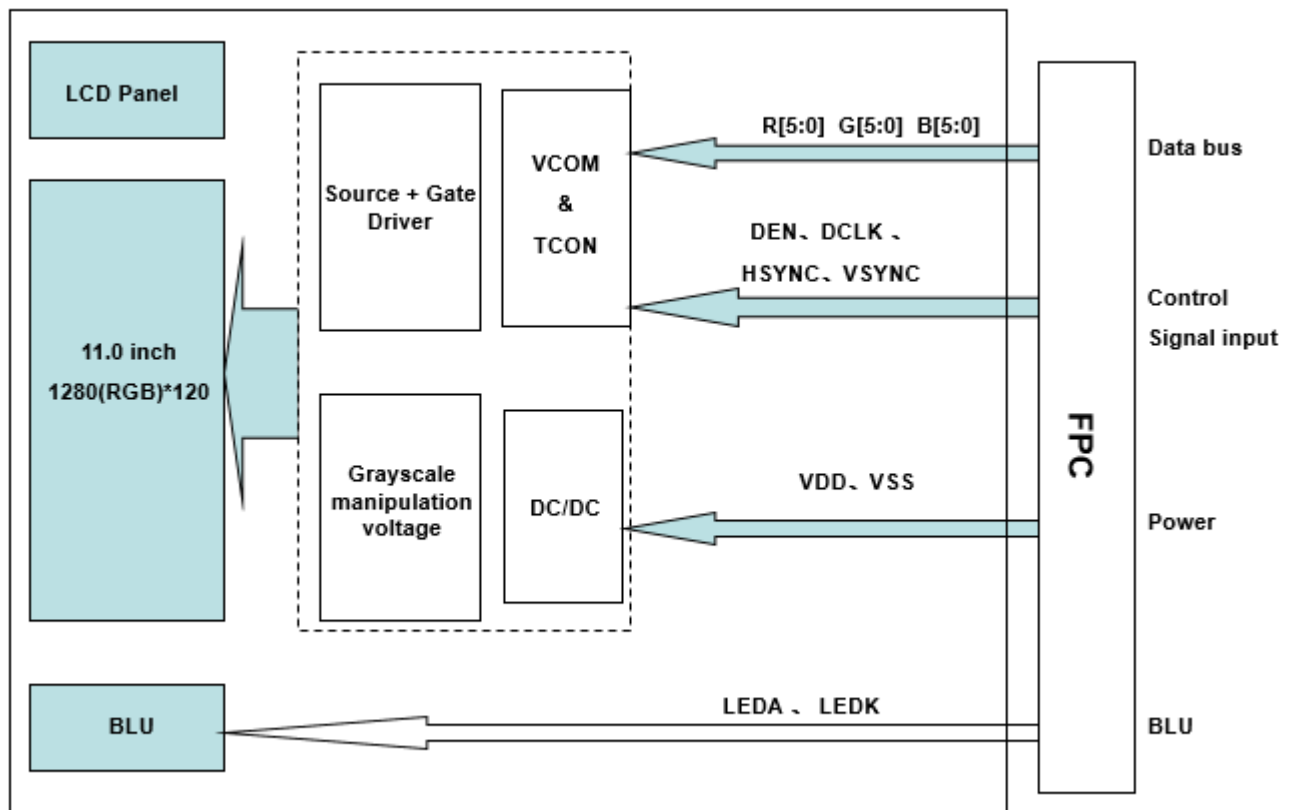 LCD Panel
11.0 inch
1280(RGB)*120
BLU
Source + Gate
Driver
VCOM
&
TCON
Grayscale
manipulation
voltage
DC/DC
R[5:0] G[5:0] B[5:0]
DEN、DCLK 、
HSYNC、VSYNC
VDD、VSS
LEDA 、 LEDK
FPC
Data bus
Control
Signal input
Power
BLU